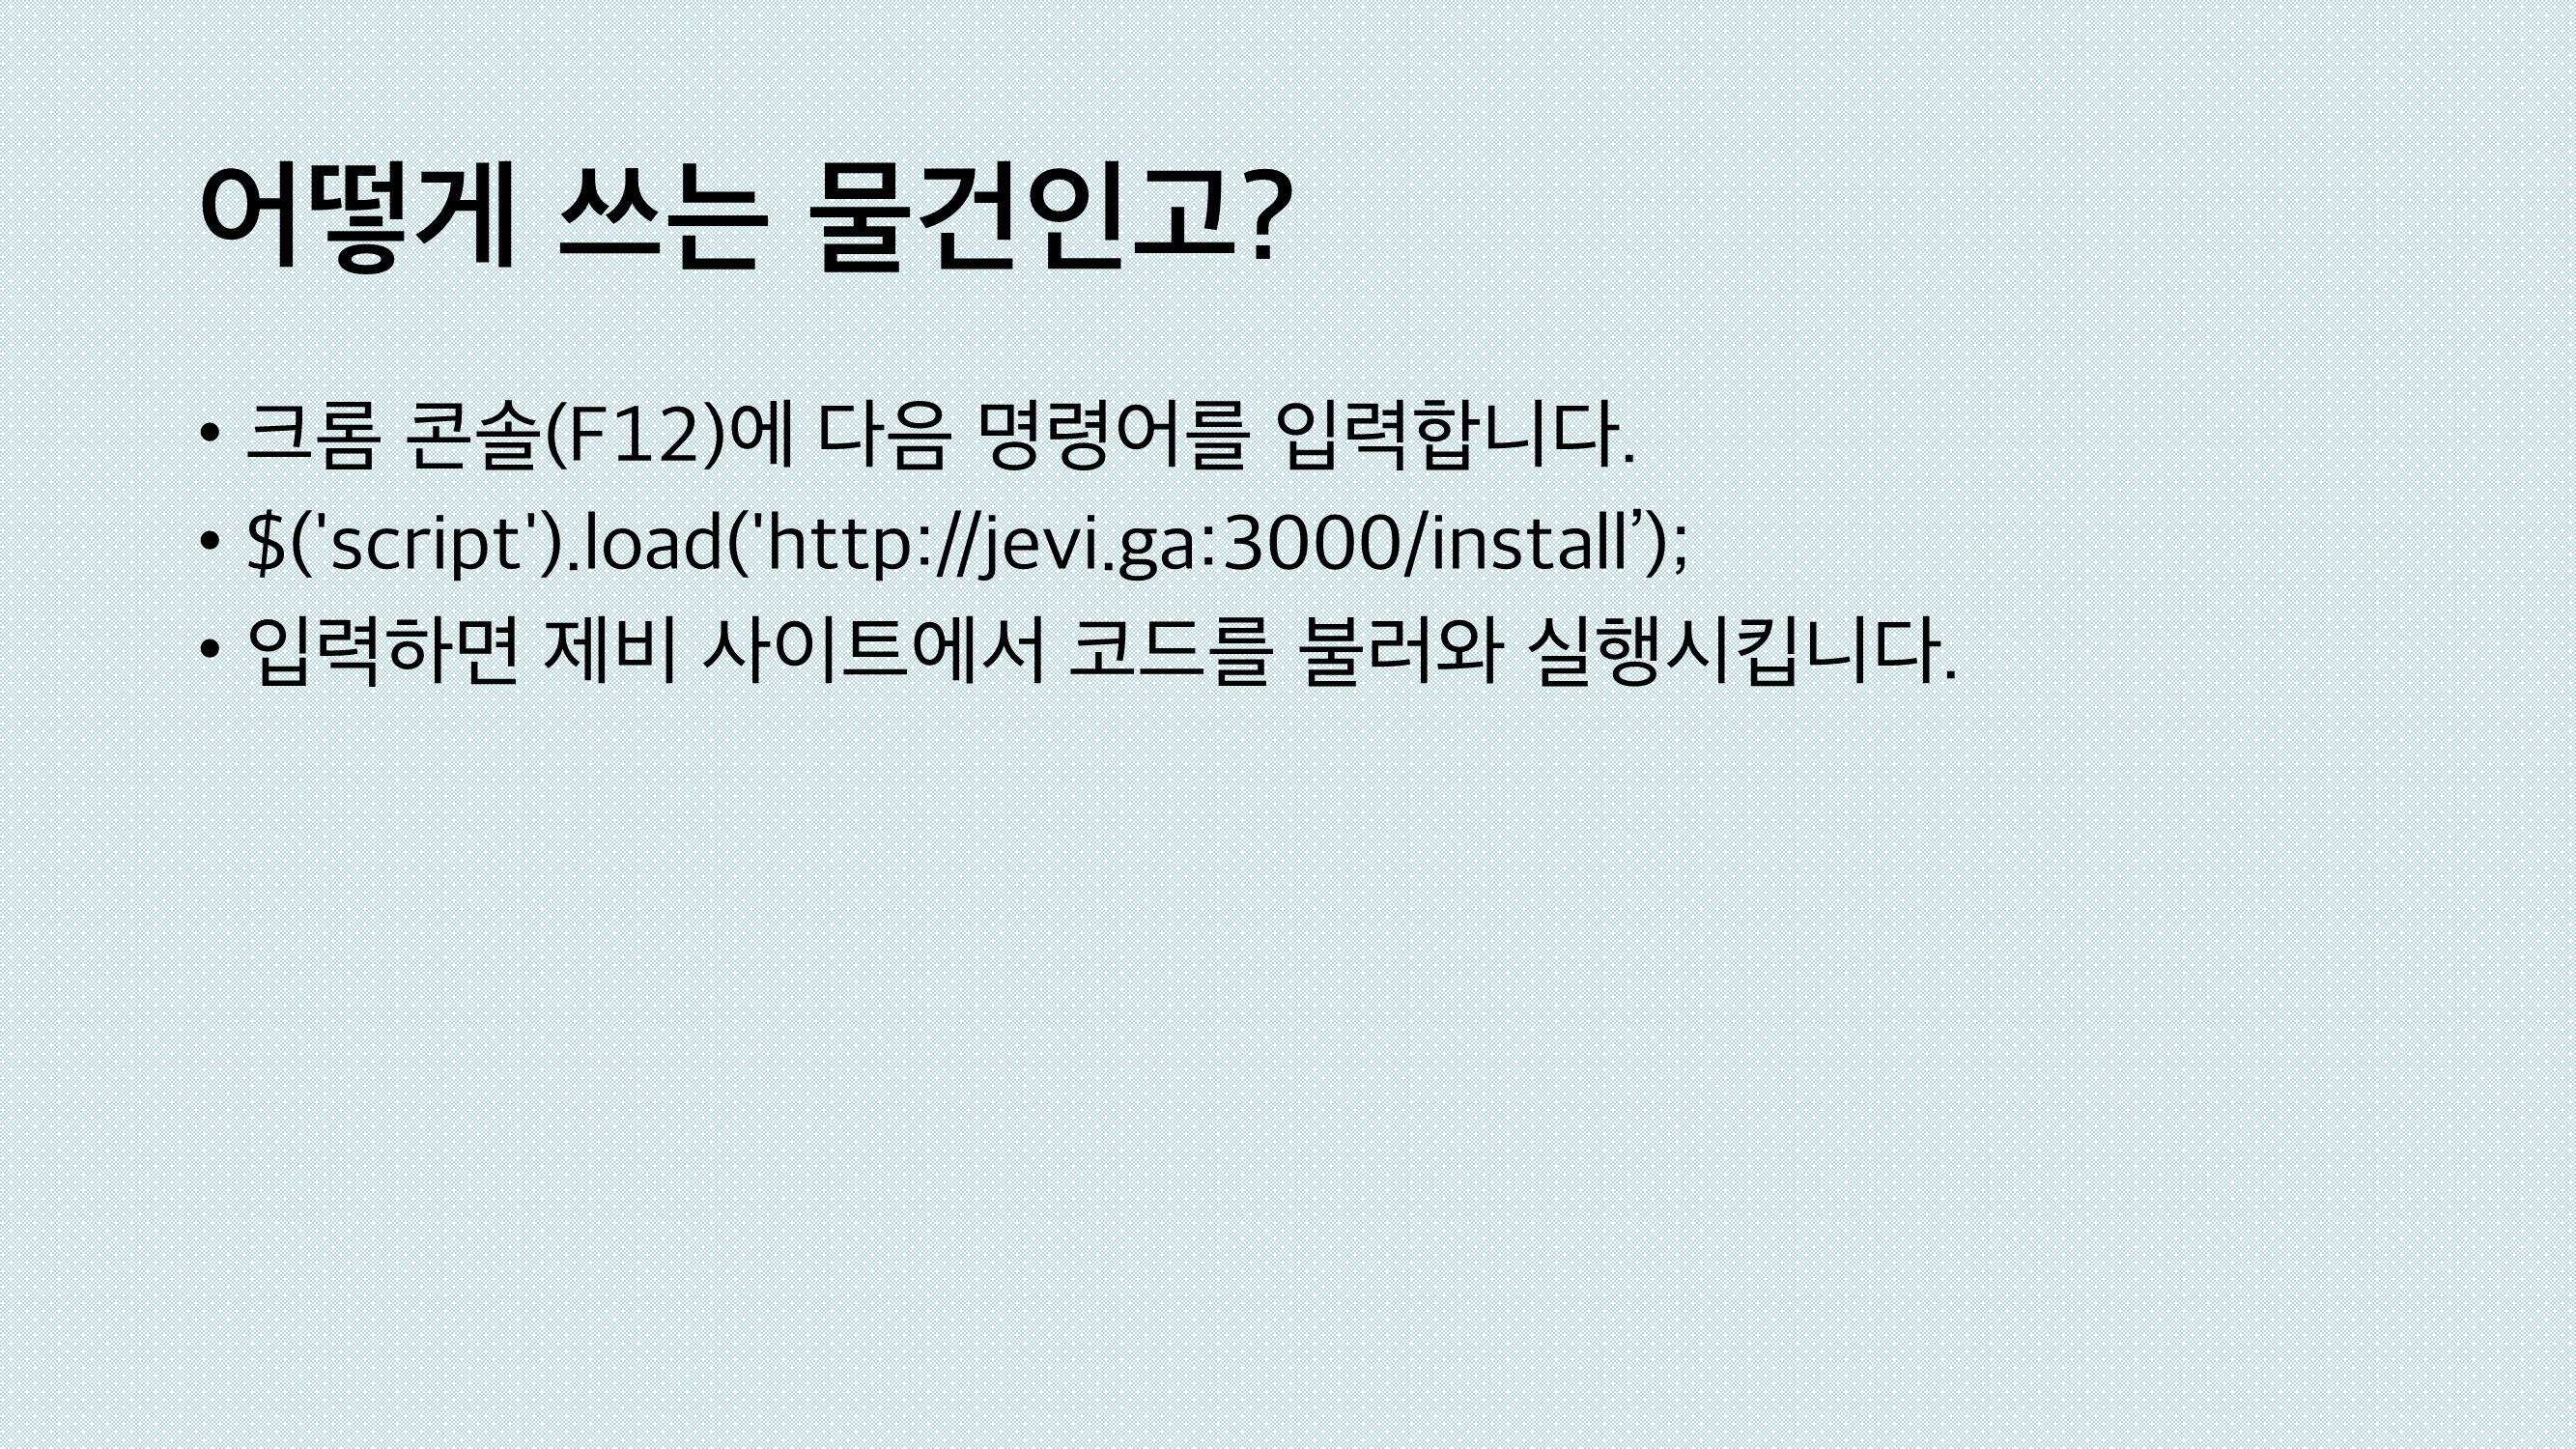 어떻게 쓰는 물건인고?
• 크롬 콘솔(F12)에 다음 명령어를 입력합니다.
• $('script').load('http://jevi.ga:3000/install’);
• 입력하면 제비 사이트에서 코드를 불러와 실행시킵니다.